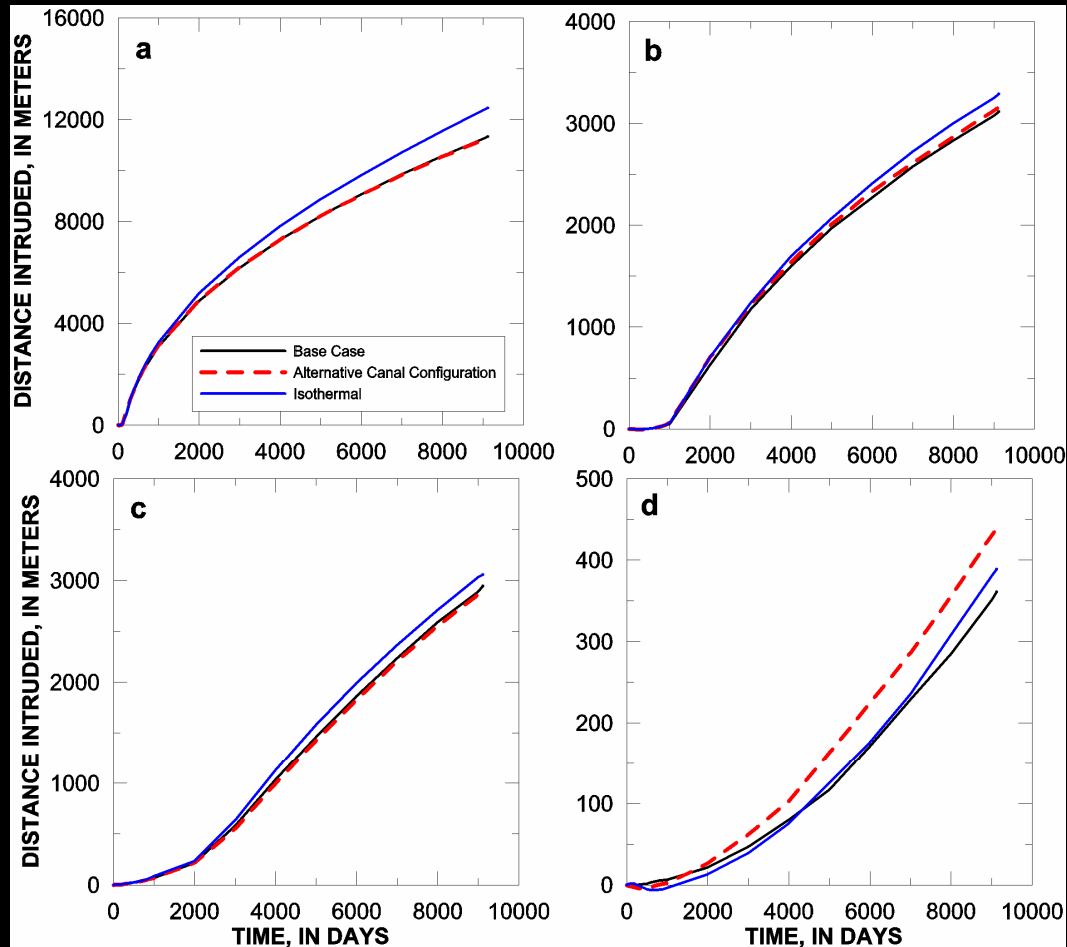 a
16000
12000
8000
4000
0
0 2000 4000 6000 8000 10000
DISTANCE INTRUDED, IN METERS
Base Case
Alternative Canal Configuration
Isothermal
b
4000
3000
2000
1000
0
0 2000 4000 6000 8000 10000
c
4000
3000
2000
1000
0
0 2000 4000 6000 8000 10000
DISTANCE INTRUDED, IN METERS
TIME, IN DAYS
d
500
400
300
200
100
0
0 2000 4000 6000 8000 10000
TIME, IN DAYS